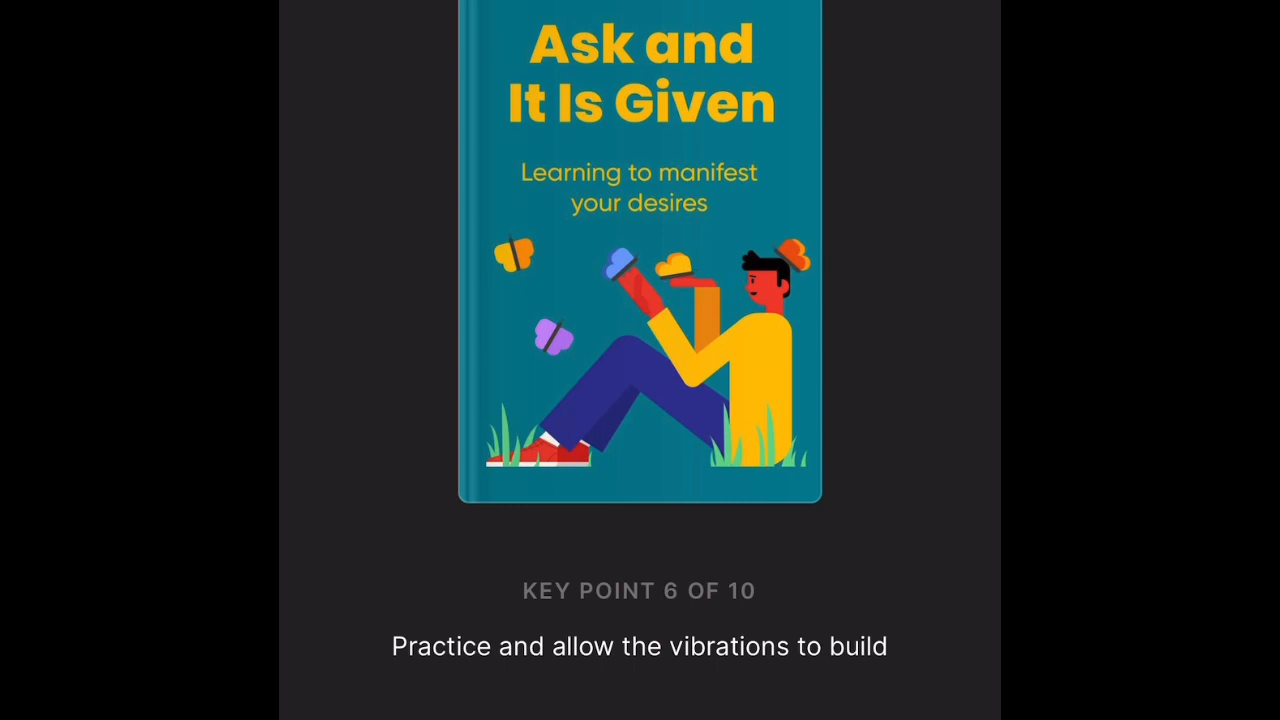 Ask and
It Is Given
Learning to manifest
your desires
KEY POINT 6 OF 10
Practice and allow the vibrations to build